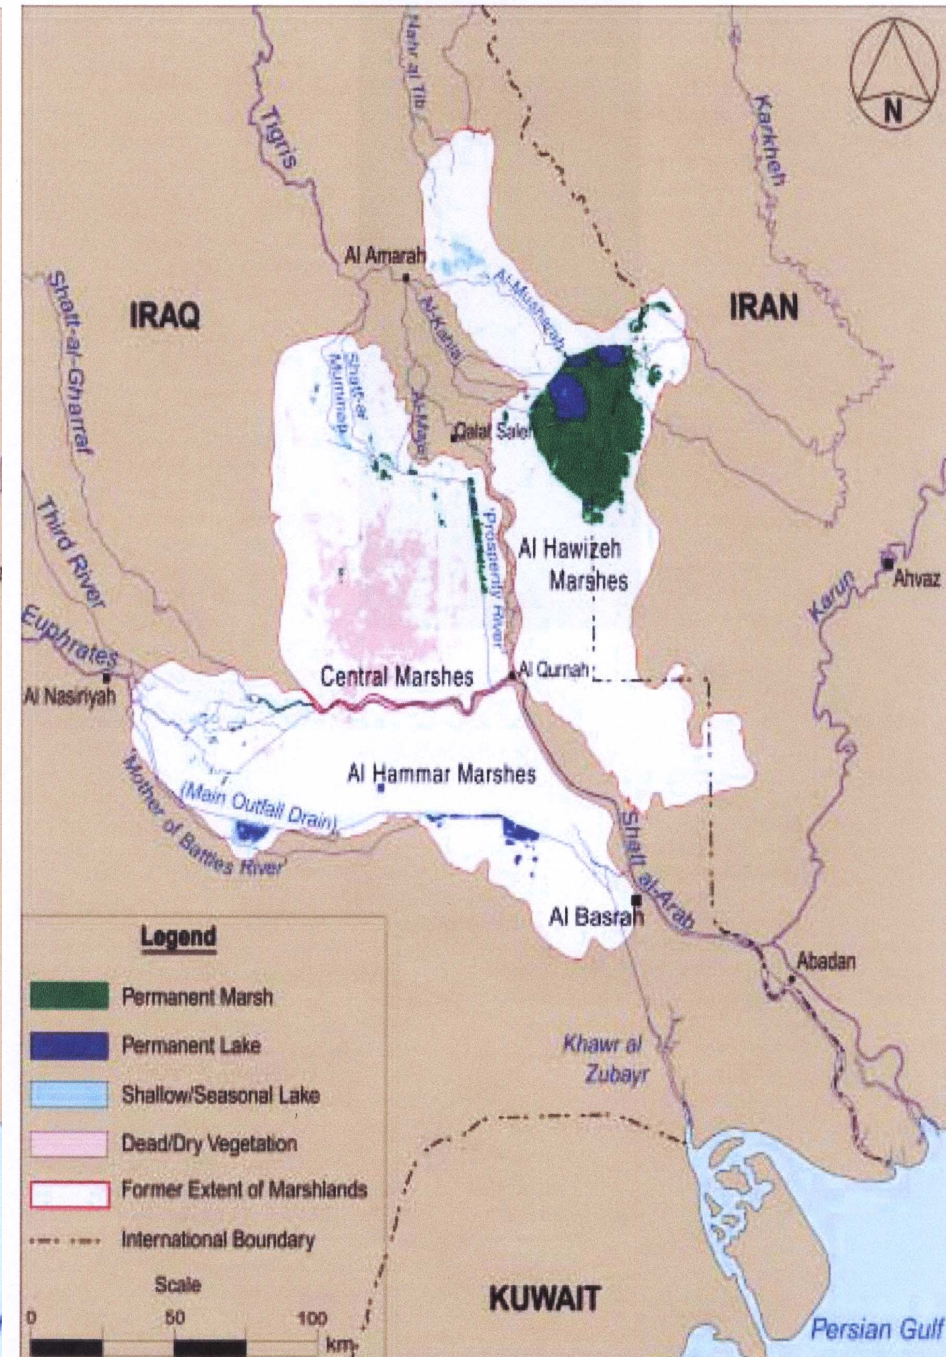 Nahr al Tib
N
Tigris
Karkheh
Al Amarah
IRAQ
IRAN
Al-Musharah
Al-Kahlal
Shatt-al-Gharraf
Shatt-al
Muminah
Al-Majar
Qalat Saleh
Third River
'Prosperity River'
Al Hawizeh
Marshes
Ahvaz
Karun
Euphrates
Al Nasiriyah
Central Marshes
Al Qurnah
Al Hammar Marshes
(Main Outfall Drain)
'Mother of Battles River'
Shatt al-Arab
Al Basrah
Abadan
Khawr al
Zubayr
Legend
Permanent Marsh
Permanent Lake
Shallow/Seasonal Lake
Dead/Dry Vegetation
Former Extent of Marshlands
International Boundary
Scale
0 50 100
km
KUWAIT
Persian Gulf